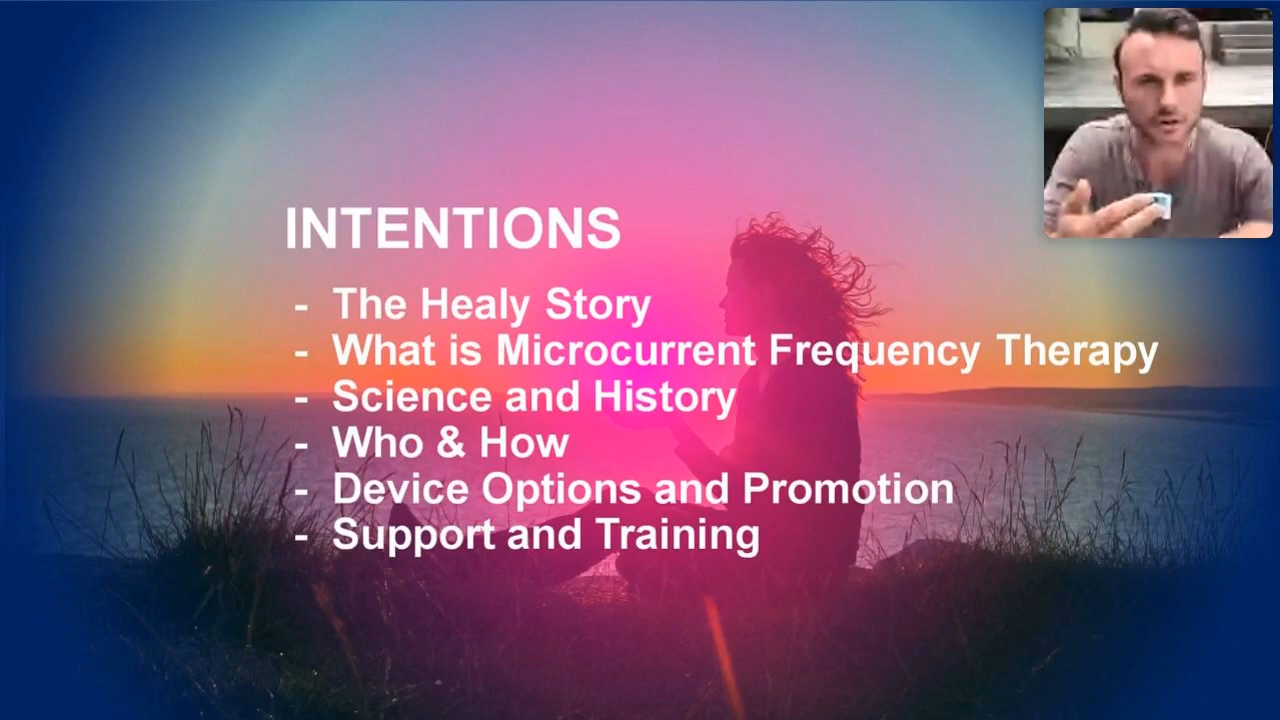 INTENTIONS
- The Healy Story
- What is Microcurrent Frequency Therapy
- Science and History
- Who & How
- Device Options and Promotion
- Support and Training